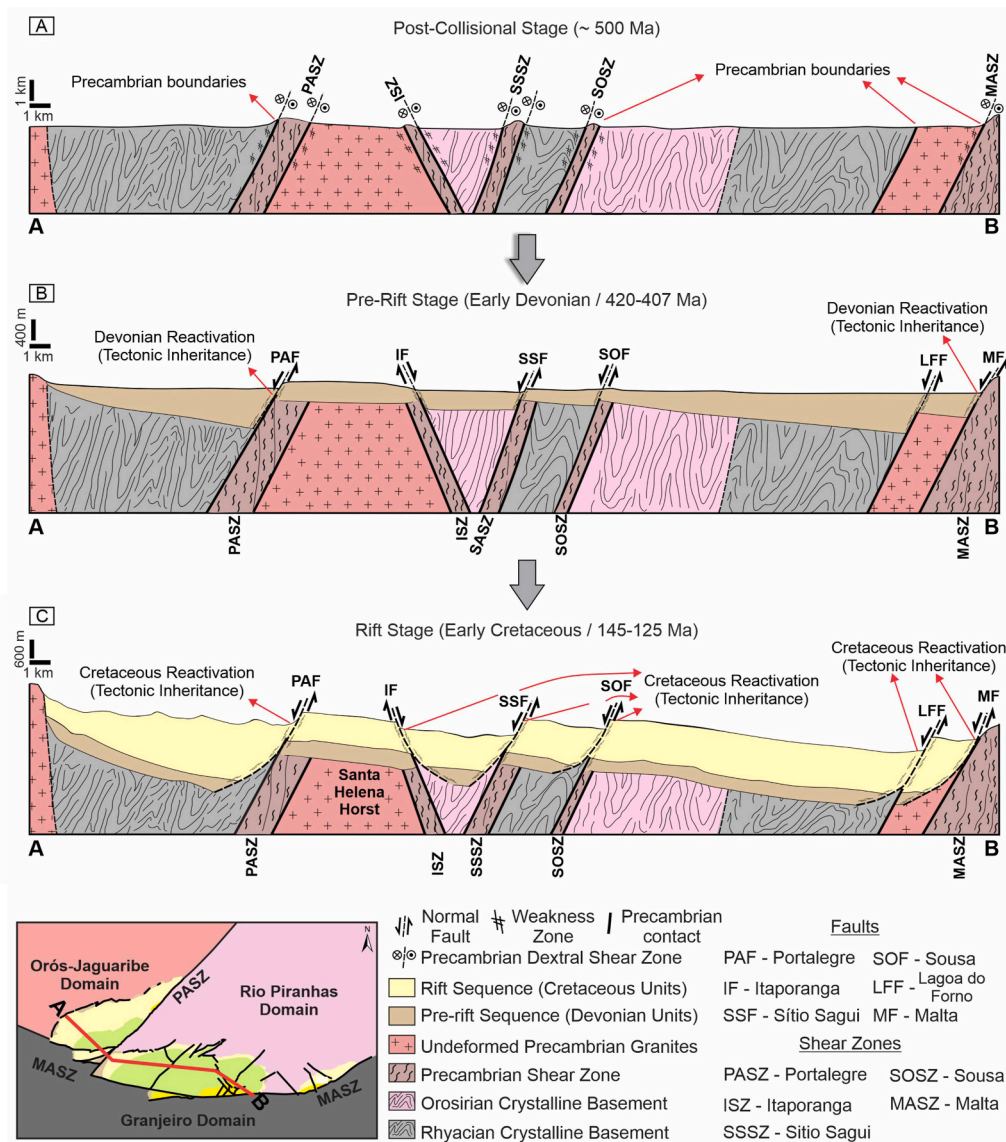 A
Post-Collisional Stage (~ 500 Ma)
1 km
1 km
Precambrian boundaries
PASZ
ISZ
SSSZ
SOSZ
Precambrian boundaries
MASZ
A
B
B
Pre-Rift Stage (Early Devonian / 420-407 Ma)
400 m
1 km
Devonian Reactivation
(Tectonic Inheritance)
PAF
IF
SSF
SOF
Devonian Reactivation
(Tectonic Inheritance)
LFF
MF
A
B
PASZ
ISZ
SASZ
SOSZ
MASZ
C
Rift Stage (Early Cretaceous / 145-125 Ma)
600 m
1 km
Cretaceous Reactivation
(Tectonic Inheritance)
PAF
IF
SSF
SOF
Cretaceous Reactivation
(Tectonic Inheritance)
Cretaceous Reactivation
(Tectonic Inheritance)
LFF
MF
Santa
Helena
Horst
A
B
PASZ
ISZ
SSSZ
SOSZ
MASZ
N
Orós-Jaguaribe
Domain
PASZ
A
Rio Piranhas
Domain
MASZ
B
MASZ
Granjeiro Domain
Normal
Fault
Weakness
Zone
Precambrian
contact
Precambrian Dextral Shear Zone
Rift Sequence (Cretaceous Units)
Pre-rift Sequence (Devonian Units)
Undeformed Precambrian Granites
Precambrian Shear Zone
Orosirian Crystalline Basement
Rhyacian Crystalline Basement
Faults
PAF - Portalegre
SOF - Sousa
IF - Itaporanga
LFF - Lagoa do Forno
SSF - Sítio Sagui
MF - Malta
Shear Zones
PASZ - Portalegre
SOSZ - Sousa
ISZ - Itaporanga
MASZ - Malta
SSSZ - Sitio Sagui